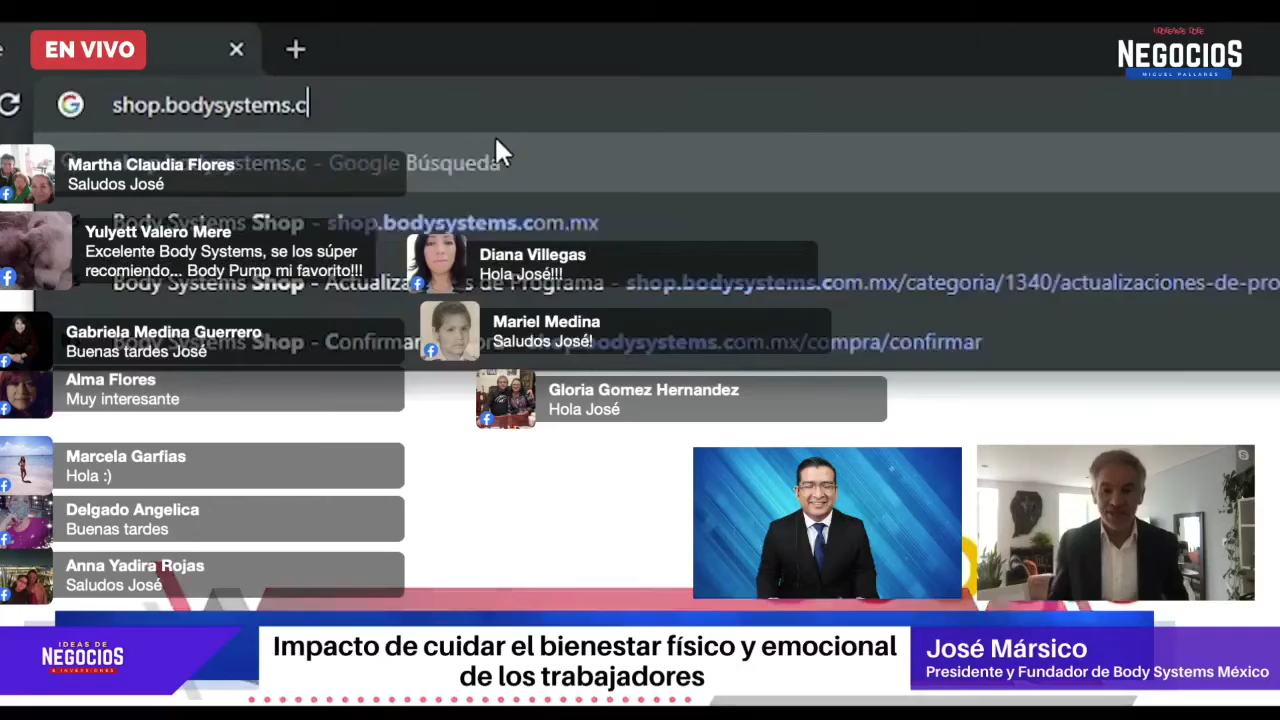 EN VIVO
IDEAS DE
NEGOCIOS
MIGUEL PALLARES
shop.bodysystems.c
shop.bodysystems.c - Google Búsqueda
Martha Claudia Flores
Saludos José
Body Systems Shop - shop.bodysystems.com.mx
Yulyett Valero Mere
Excelente Body Systems, se los súper
recomiendo... Body Pump mi favorito!!!
Diana Villegas
Hola José!!!
Body Systems Shop - Actualiza s de Programa - shop.bodysystems.com.mx/categoria/1340/actualizaciones-de-pro
Mariel Medina
Saludos José!
Gabriela Medina Guerrero
Buenas tardes José
Body Systems Shop - Confirmar shop.bodysystems.com.mx/compra/confirmar
Alma Flores
Muy interesante
Gloria Gomez Hernandez
Hola José
Marcela Garfias
Hola :)
Delgado Angelica
Buenas tardes
Anna Yadira Rojas
Saludos José
IDEAS DE
NEGOCIOS
E INVERSIONES
Impacto de cuidar el bienestar físico y emocional
de los trabajadores
José Mársico
Presidente y Fundador de Body Systems México